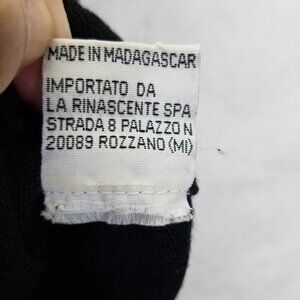 MADE IN MADAGASCAR
IMPORTATO DA
LA RINASCENTE SPA
STRADA 8 PALAZZO N
20089 ROZZANO (MI)